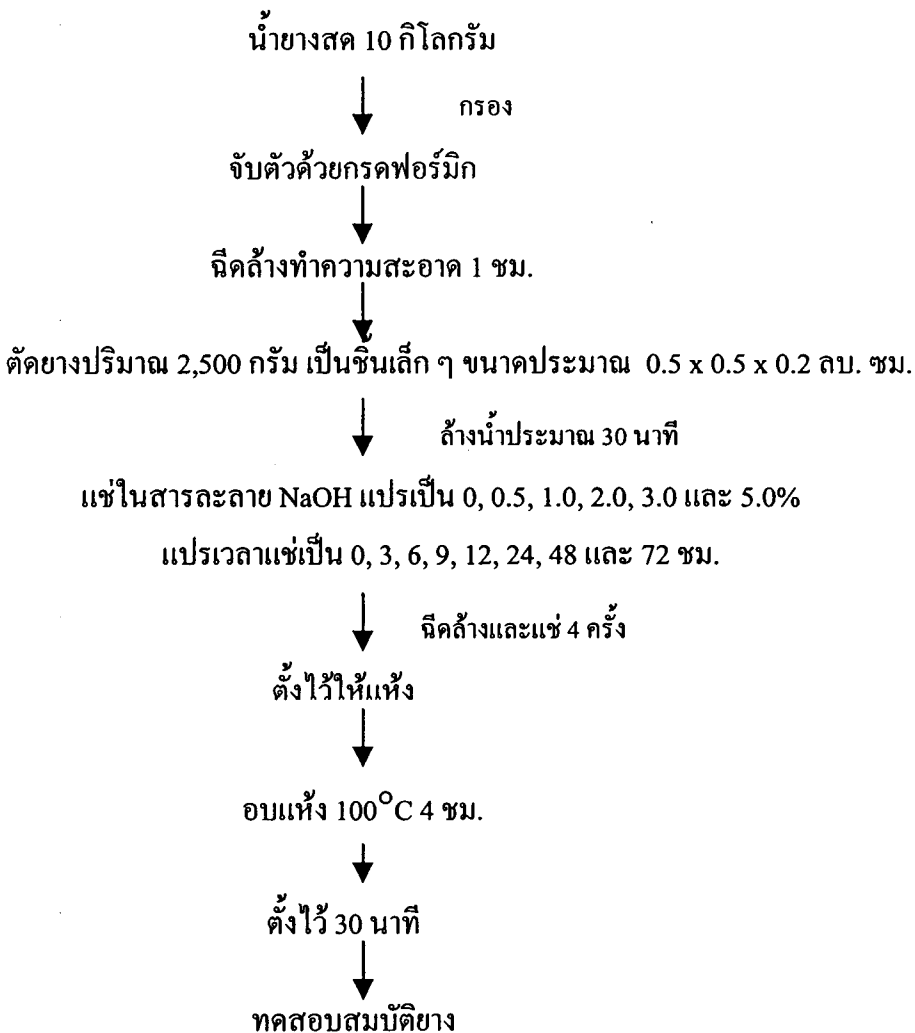 น้ำยางสด 10 กิโลกรัม
กรอง
จับตัวด้วยกรดฟอร์มิก
ฉีดล้างทำความสะอาด 1 ชม.
ตัดยางปริมาณ 2,500 กรัม เป็นชิ้นเล็ก ๆ ขนาดประมาณ 0.5 x 0.5 x 0.2 ลบ. ซม.
ล้างน้ำประมาณ 30 นาที
แช่ในสารละลาย NaOH แปรเป็น 0, 0.5, 1.0, 2.0, 3.0 และ 5.0%
แปรเวลาแช่เป็น 0, 3, 6, 9, 12, 24, 48 และ 72 ชม.
ฉีดล้างและแช่ 4 ครั้ง
ตั้งไว้ให้แห้ง
อบแห้ง 100°C 4 ชม.
ตั้งไว้ 30 นาที
ทดสอบสมบัติยาง